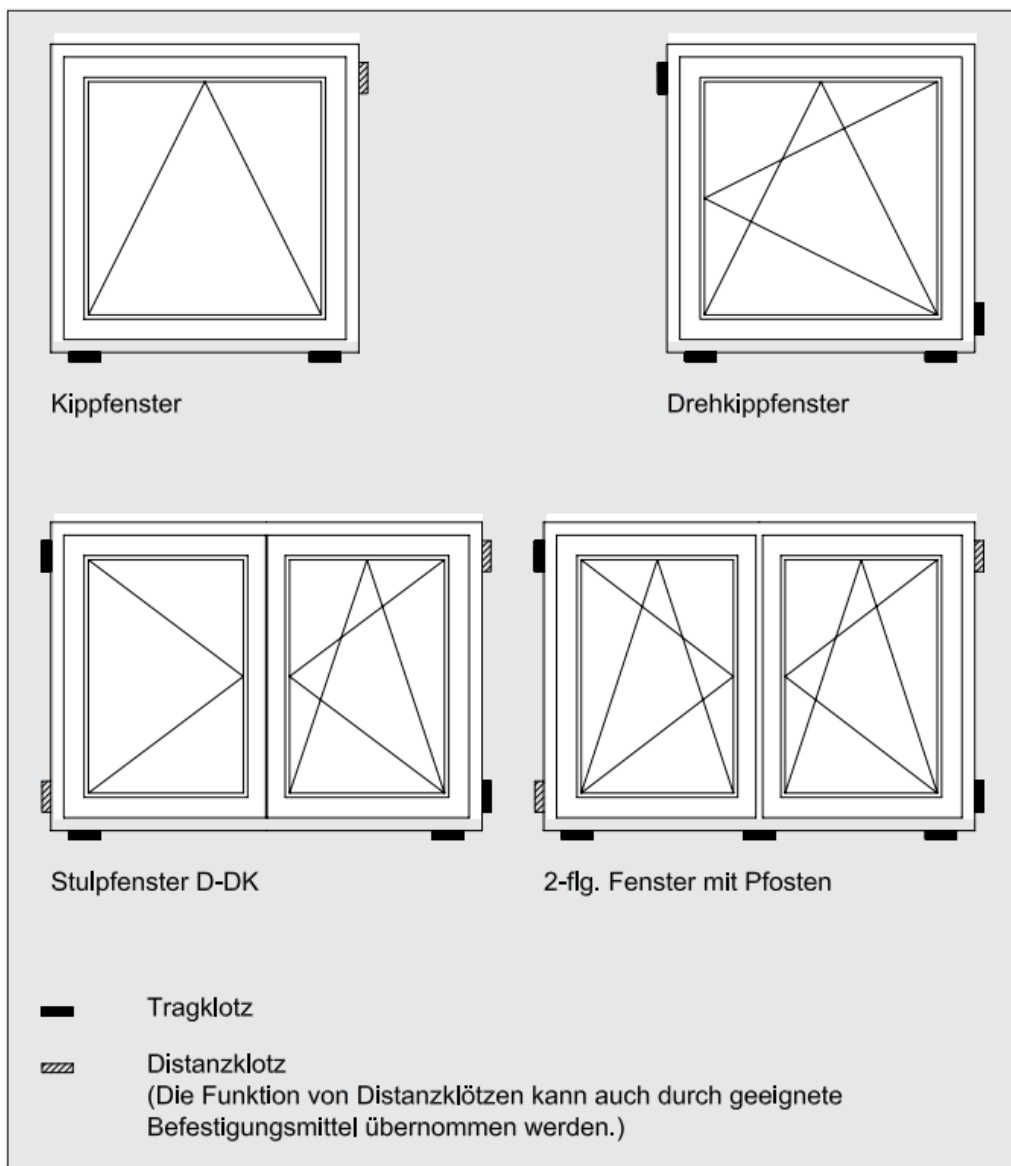 Kippfenster
Drehkippfenster
Stulpfenster D-DK
2-flg. Fenster mit Pfosten
Tragklotz
Distanzklotz
(Die Funktion von Distanzklötzen kann auch durch geeignete
Befestigungsmittel übernommen werden.)